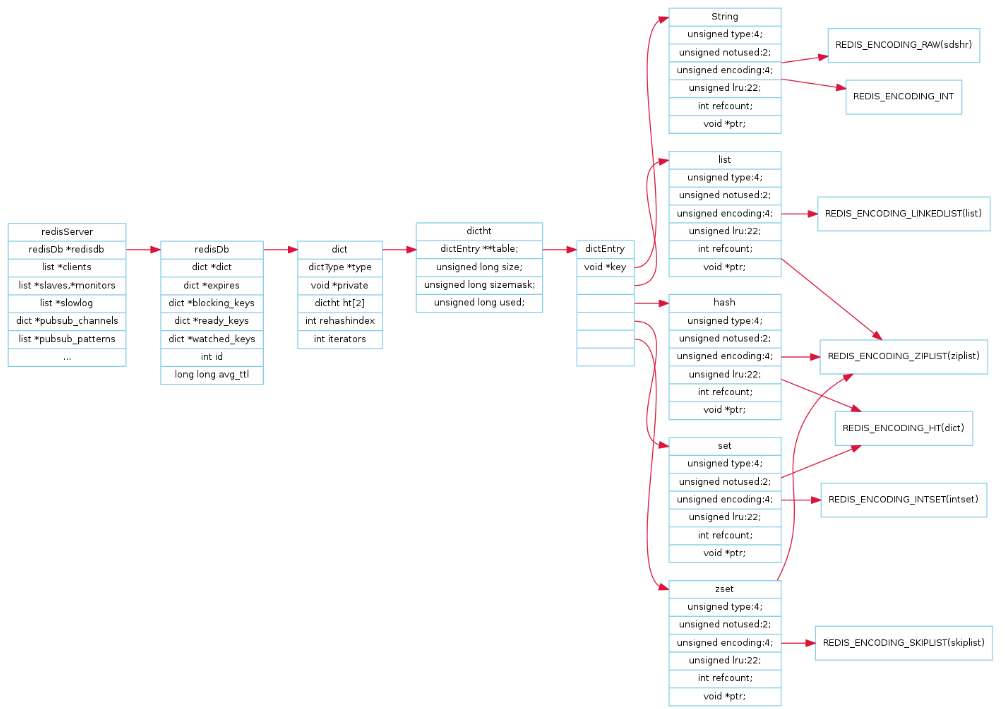 redisServer
redisDb *redisdb
list *clients
list *slaves,*monitors
list *slowlog
dict *pubsub_channels
list *pubsub_patterns
...
redisDb
dict *dict
dict *expires
dict *blocking_keys
dict *ready_keys
dict *watched_keys
int id
long long avg_ttl
dict
dictType *type
void *private
dictht ht[2]
int rehashindex
int iterators
dictht
dictEntry **table;
unsigned long size;
unsigned long sizemask;
unsigned long used;
dictEntry
void *key
String
unsigned type:4;
unsigned notused:2;
unsigned encoding:4;
unsigned lru:22;
int refcount;
void *ptr;
list
unsigned type:4;
unsigned notused:2;
unsigned encoding:4;
unsigned lru:22;
int refcount;
void *ptr;
hash
unsigned type:4;
unsigned notused:2;
unsigned encoding:4;
unsigned lru:22;
int refcount;
void *ptr;
set
unsigned type:4;
unsigned notused:2;
unsigned encoding:4;
unsigned lru:22;
int refcount;
void *ptr;
zset
unsigned type:4;
unsigned notused:2;
unsigned encoding:4;
unsigned lru:22;
int refcount;
void *ptr;
REDIS_ENCODING_RAW(sdshr)
REDIS_ENCODING_INT
REDIS_ENCODING_LINKEDLIST(list)
REDIS_ENCODING_ZIPLIST(ziplist)
REDIS_ENCODING_HT(dict)
REDIS_ENCODING_INTSET(intset)
REDIS_ENCODING_SKIPLIST(skiplist)